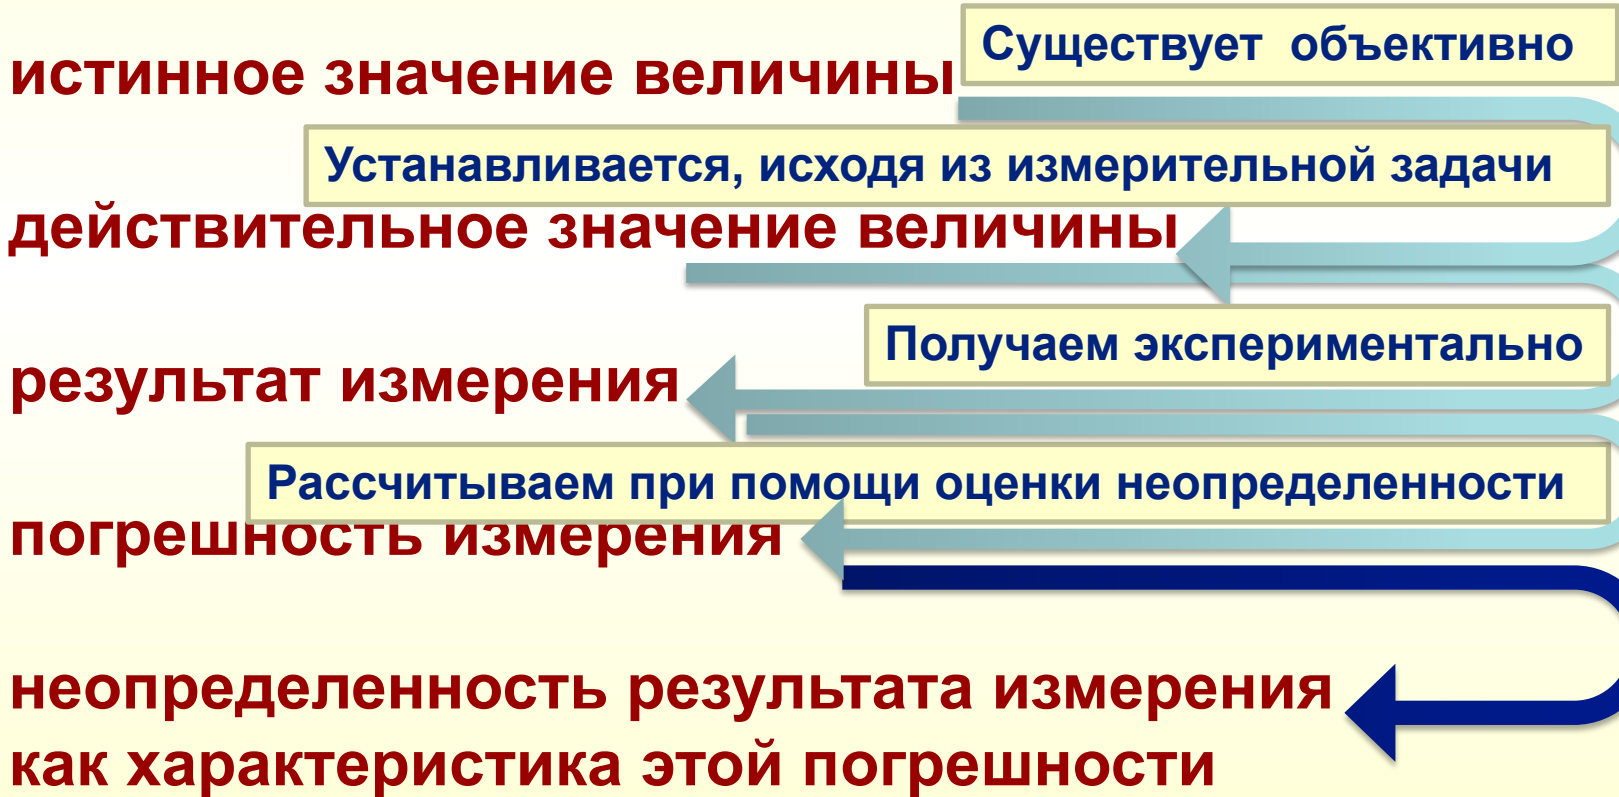 Существует объективно
истинное значение величины
Устанавливается, исходя из измерительной задачи
действительное значение величины
Получаем экспериментально
результат измерения
Рассчитываем при помощи оценки неопределенности
погрешность измерения
неопределенность результата измерения
как характеристика этой погрешности